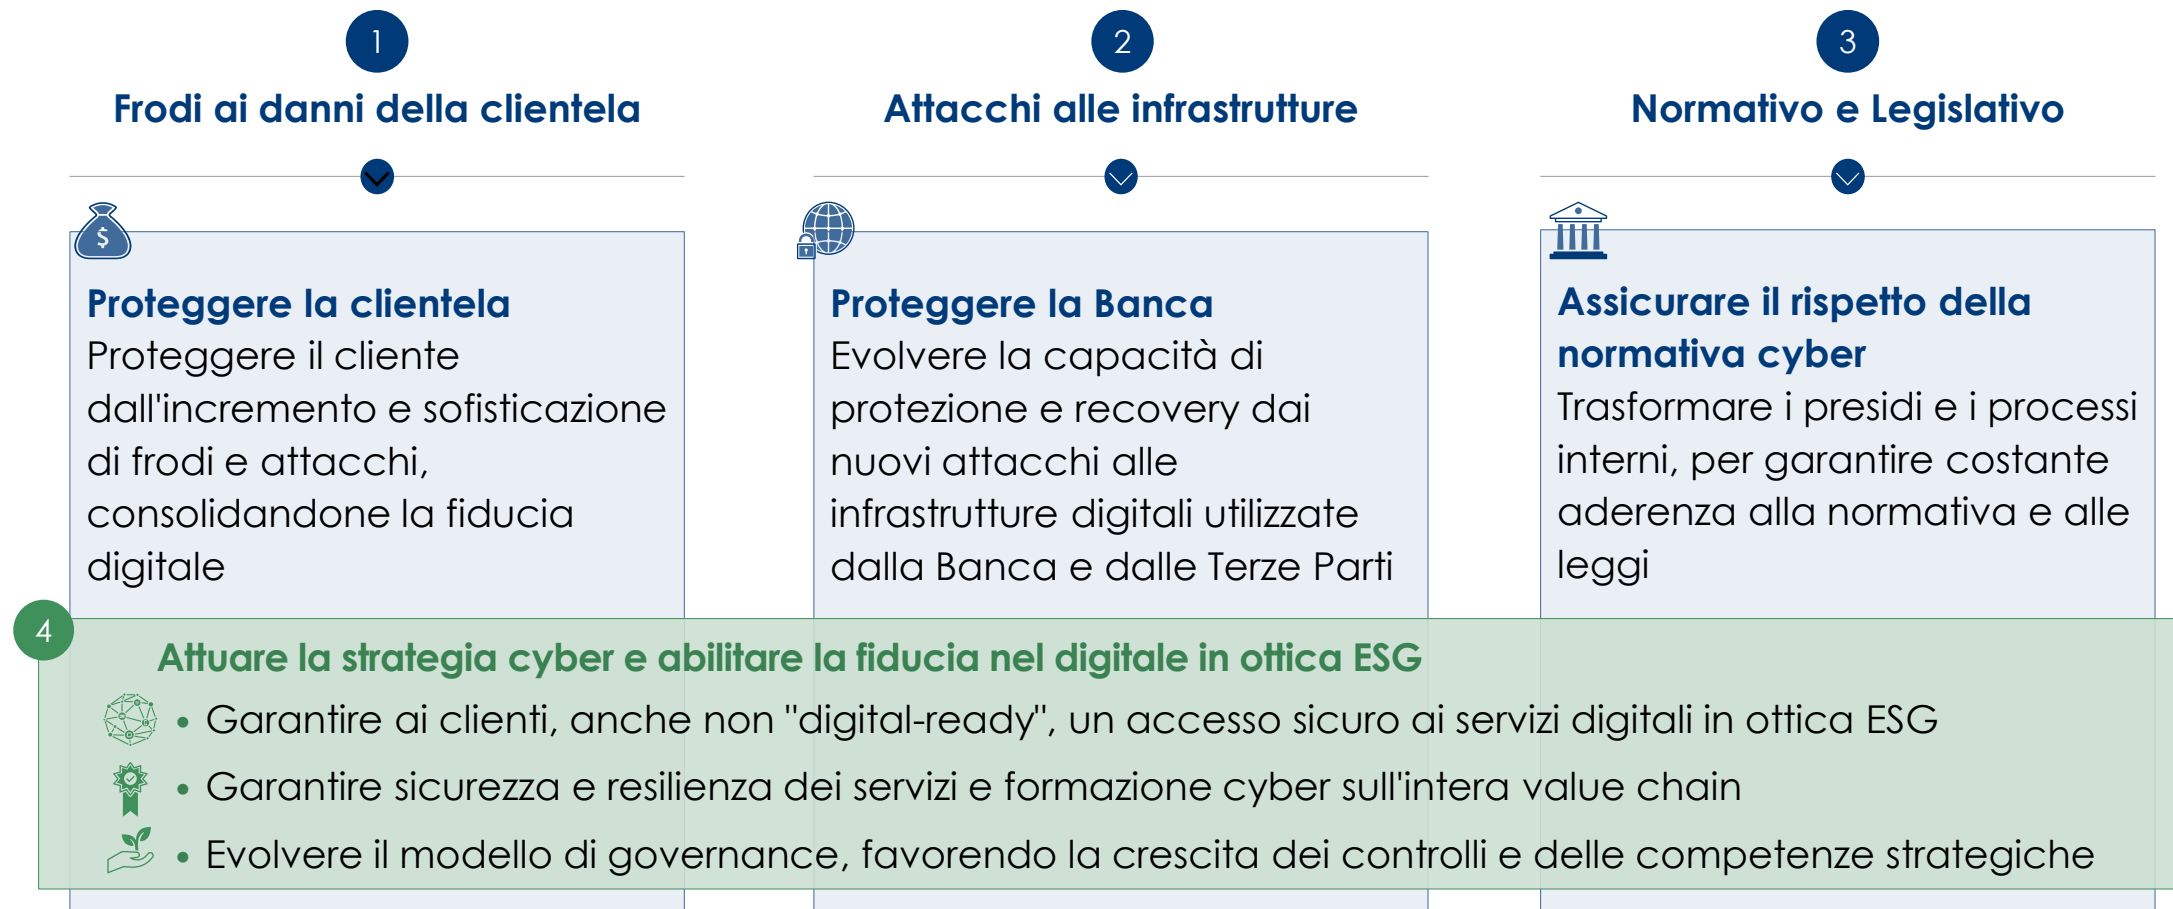 1
Frodi ai danni della clientela
$
Proteggere la clientela
Proteggere il cliente
dall'incremento e sofisticazione
di frodi e attacchi,
consolidandone la fiducia
digitale
2
Attacchi alle infrastrutture
Proteggere la Banca
Evolvere la capacità di
protezione e recovery dai
nuovi attacchi alle
infrastrutture digitali utilizzate
dalla Banca e dalle Terze Parti
3
Normativo e Legislativo
Assicurare il rispetto della
normativa cyber
Trasformare i presidi e i processi
interni, per garantire costante
aderenza alla normativa e alle
leggi
4
Attuare la strategia cyber e abilitare la fiducia nel digitale in ottica ESG
• Garantire ai clienti, anche non "digital-ready", un accesso sicuro ai servizi digitali in ottica ESG
• Garantire sicurezza e resilienza dei servizi e formazione cyber sull'intera value chain
• Evolvere il modello di governance, favorendo la crescita dei controlli e delle competenze strategiche